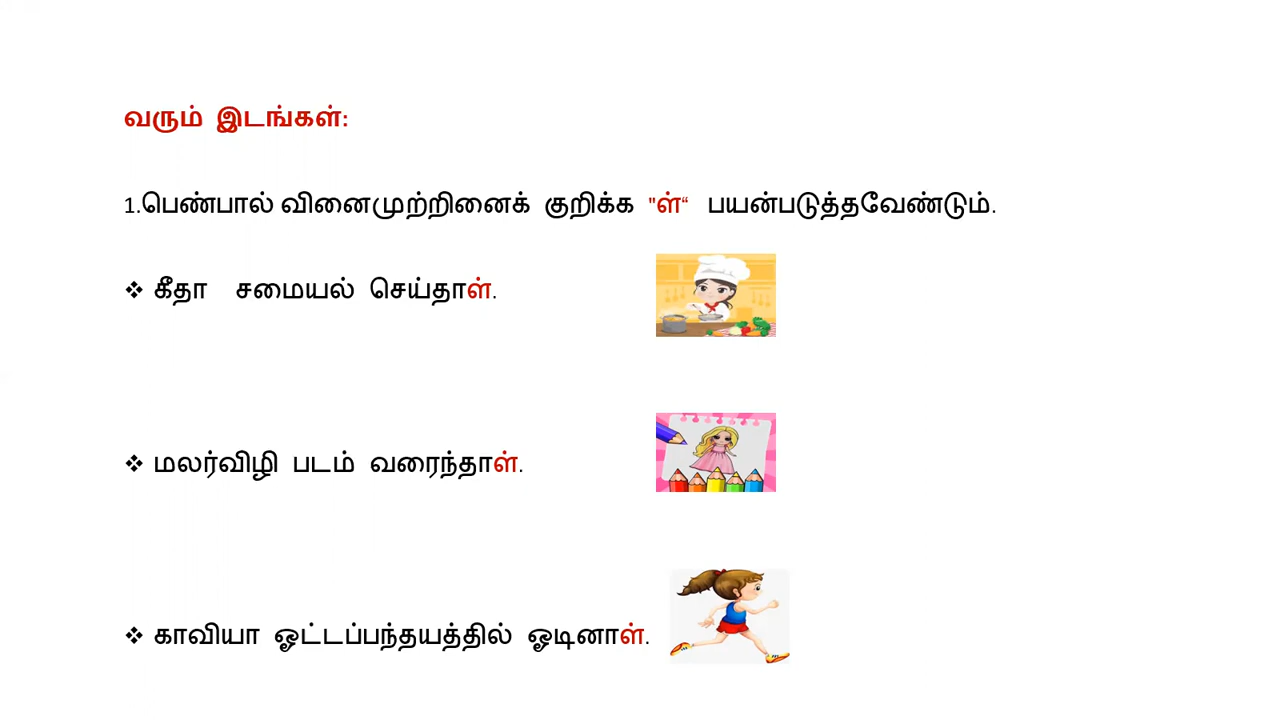 வரும் இடங்கள்:
1.பெண்பால் வினைமுற்றினைக் குறிக்க "ள்“ பயன்படுத்தவேண்டும்.
❖ கீதா சமையல் செய்தாள்.
❖ மலர்விழி படம் வரைந்தாள்.
❖ காவியா ஓட்டப்பந்தயத்தில் ஓடினாள்.